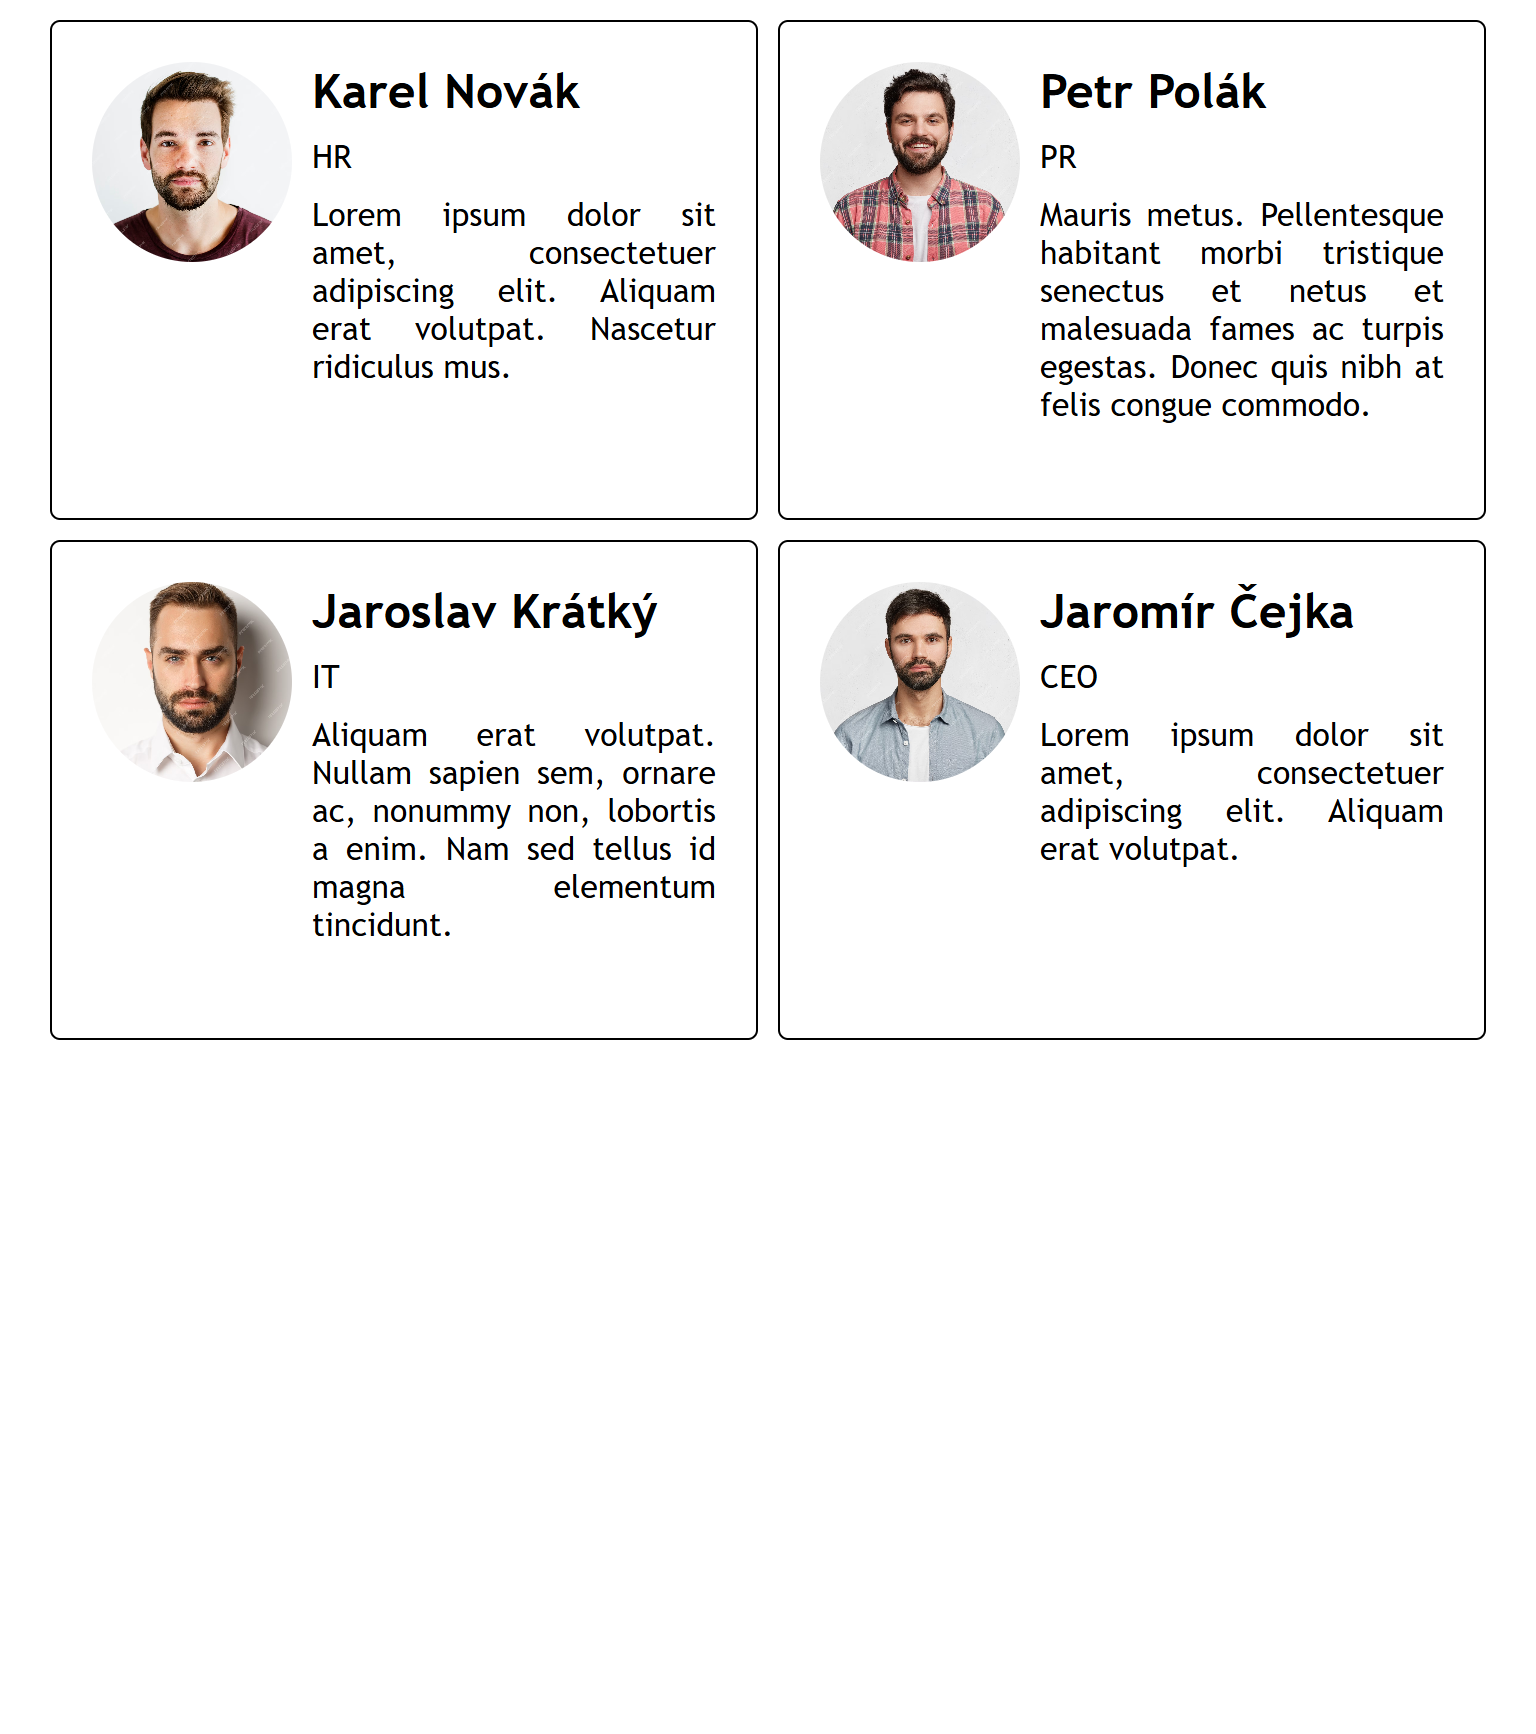 Karel Novák
HR
Lorem ipsum dolor sit
amet, consectetuer
adipiscing elit. Aliquam
erat volutpat. Nascetur
ridiculus mus.
Petr Polák
PR
Mauris metus. Pellentesque
habitant morbi tristique
senectus et netus et
malesuada fames ac turpis
egestas. Donec quis nibh at
felis congue commodo.
Jaroslav Krátký
IT
Aliquam erat volutpat.
Nullam sapien sem, ornare
ac, nonummy non, lobortis
a enim. Nam sed tellus id
magna elementum
tincidunt.
Jaromír Čejka
CEO
Lorem ipsum dolor sit
amet, consectetuer
adipiscing elit. Aliquam
erat volutpat.